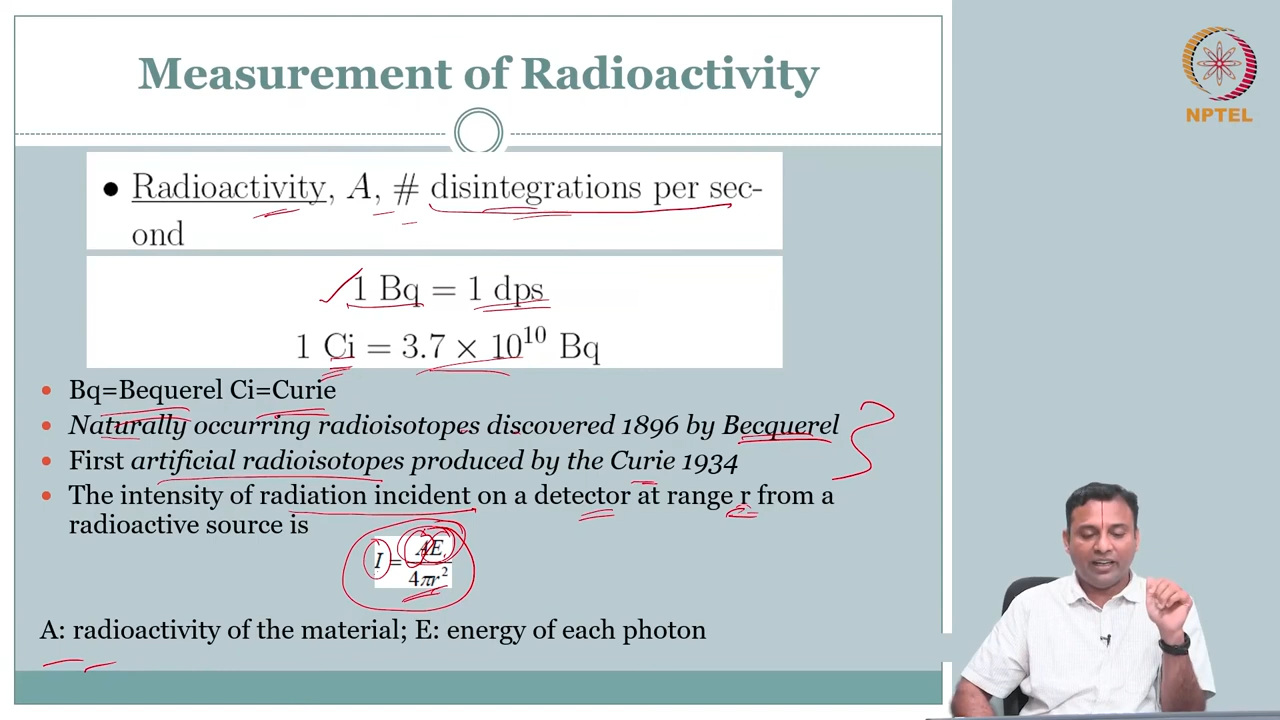 Measurement of Radioactivity
NPTEL
• Radioactivity, A, # disintegrations per sec-
ond
1 Bq = 1 dps
1 Ci = 3.7 × 10¹⁰ Bq
• Bq=Bequerel Ci=Curie
• Naturally occurring radioisotopes discovered 1896 by Becquerel
• First artificial radioisotopes produced by the Curie 1934
• The intensity of radiation incident on a detector at range r from a
radioactive source is
I = AE / 4πr²
A: radioactivity of the material; E: energy of each photon